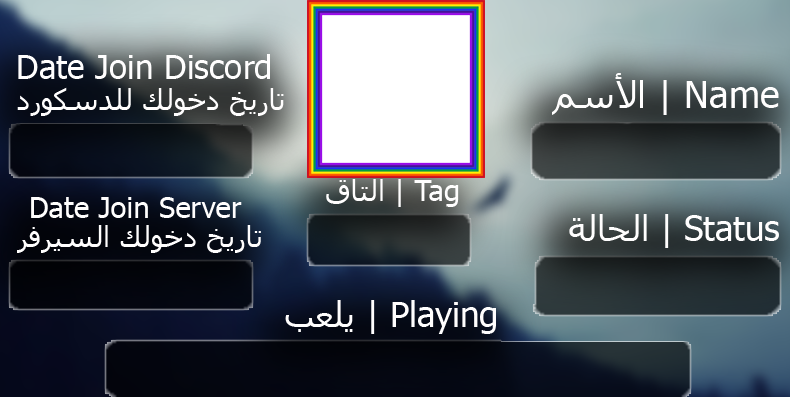 Date Join Discord
تاريخ دخولك للدسكورد
الأسم | Name
التاق | Tag
Date Join Server
تاريخ دخولك السيرفر
الحالة | Status
يلعب | Playing